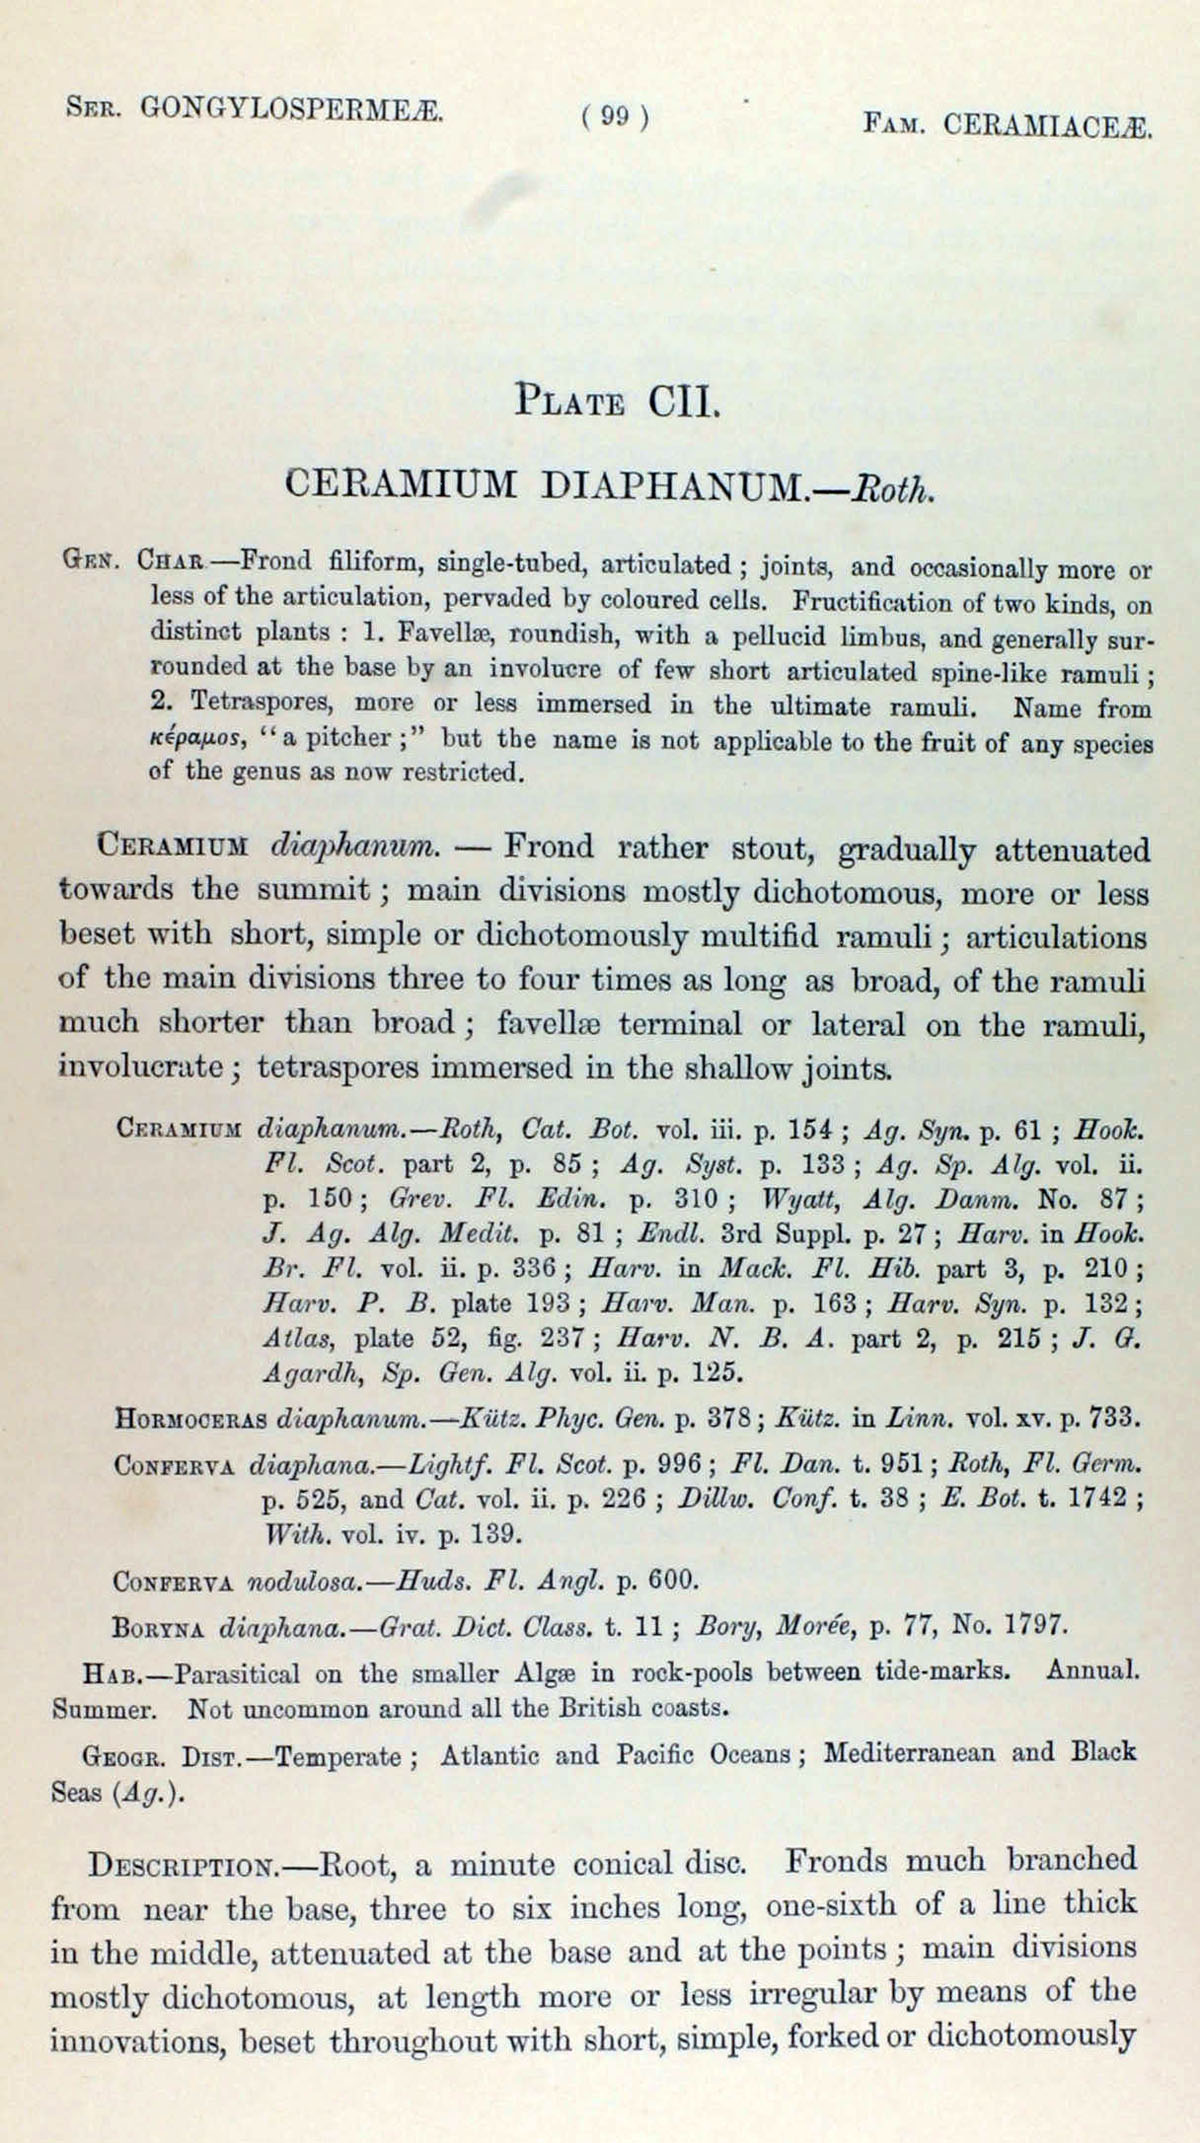 SER. GONGYLOSPERMEÆ. ( 99 ) FAM. CERAMIACEÆ.
PLATE CII.
CERAMIUM DIAPHANUM.—Roth.
GEN. CHAR.—Frond filiform, single-tubed, articulated ; joints, and occasionally more or
less of the articulation, pervaded by coloured cells. Fructification of two kinds, on
distinct plants : 1. Favellæ, roundish, with a pellucid limbus, and generally sur-
rounded at the base by an involucre of few short articulated spine-like ramuli ;
2. Tetraspores, more or less immersed in the ultimate ramuli. Name from
κέραμος, “a pitcher ;” but the name is not applicable to the fruit of any species
of the genus as now restricted.
CERAMIUM diaphanum. — Frond rather stout, gradually attenuated
towards the summit ; main divisions mostly dichotomous, more or less
beset with short, simple or dichotomously multifid ramuli ; articulations
of the main divisions three to four times as long as broad, of the ramuli
much shorter than broad ; favellæ terminal or lateral on the ramuli,
involucrate ; tetraspores immersed in the shallow joints.
CERAMIUM diaphanum.—Roth, Cat. Bot. vol. iii. p. 154 ; Ag. Syn. p. 61 ; Hook.
Fl. Scot. part 2, p. 85 ; Ag. Syst. p. 133 ; Ag. Sp. Alg. vol. ii.
p. 150 ; Grev. Fl. Edin. p. 310 ; Wyatt, Alg. Danm. No. 87 ;
J. Ag. Alg. Medit. p. 81 ; Endl. 3rd Suppl. p. 27 ; Harv. in Hook.
Br. Fl. vol. ii. p. 336 ; Harv. in Mack. Fl. Hib. part 3, p. 210 ;
Harv. P. B. plate 193 ; Harv. Man. p. 163 ; Harv. Syn. p. 132 ;
Atlas, plate 52, fig. 237 ; Harv. N. B. A. part 2, p. 215 ; J. G.
Agardh, Sp. Gen. Alg. vol. ii. p. 125.
HORMOCERAS diaphanum.—Kütz. Phyc. Gen. p. 378 ; Kütz. in Linn. vol. xv. p. 733.
CONFERVA diaphana.—Lightf. Fl. Scot. p. 996 ; Fl. Dan. t. 951 ; Roth, Fl. Germ.
p. 525, and Cat. vol. ii. p. 226 ; Dillw. Conf. t. 38 ; E. Bot. t. 1742 ;
With. vol. iv. p. 139.
CONFERVA nodulosa.—Huds. Fl. Angl. p. 600.
BORYNA diaphana.—Grat. Dict. Class. t. 11 ; Bory, Morée, p. 77, No. 1797.
HAB.—Parasitical on the smaller Algæ in rock-pools between tide-marks. Annual.
Summer. Not uncommon around all the British coasts.
GEOGR. DIST.—Temperate ; Atlantic and Pacific Oceans ; Mediterranean and Black
Seas (Ag.).
DESCRIPTION.—Root, a minute conical disc. Fronds much branched
from near the base, three to six inches long, one-sixth of a line thick
in the middle, attenuated at the base and at the points ; main divisions
mostly dichotomous, at length more or less irregular by means of the
innovations, beset throughout with short, simple, forked or dichotomously